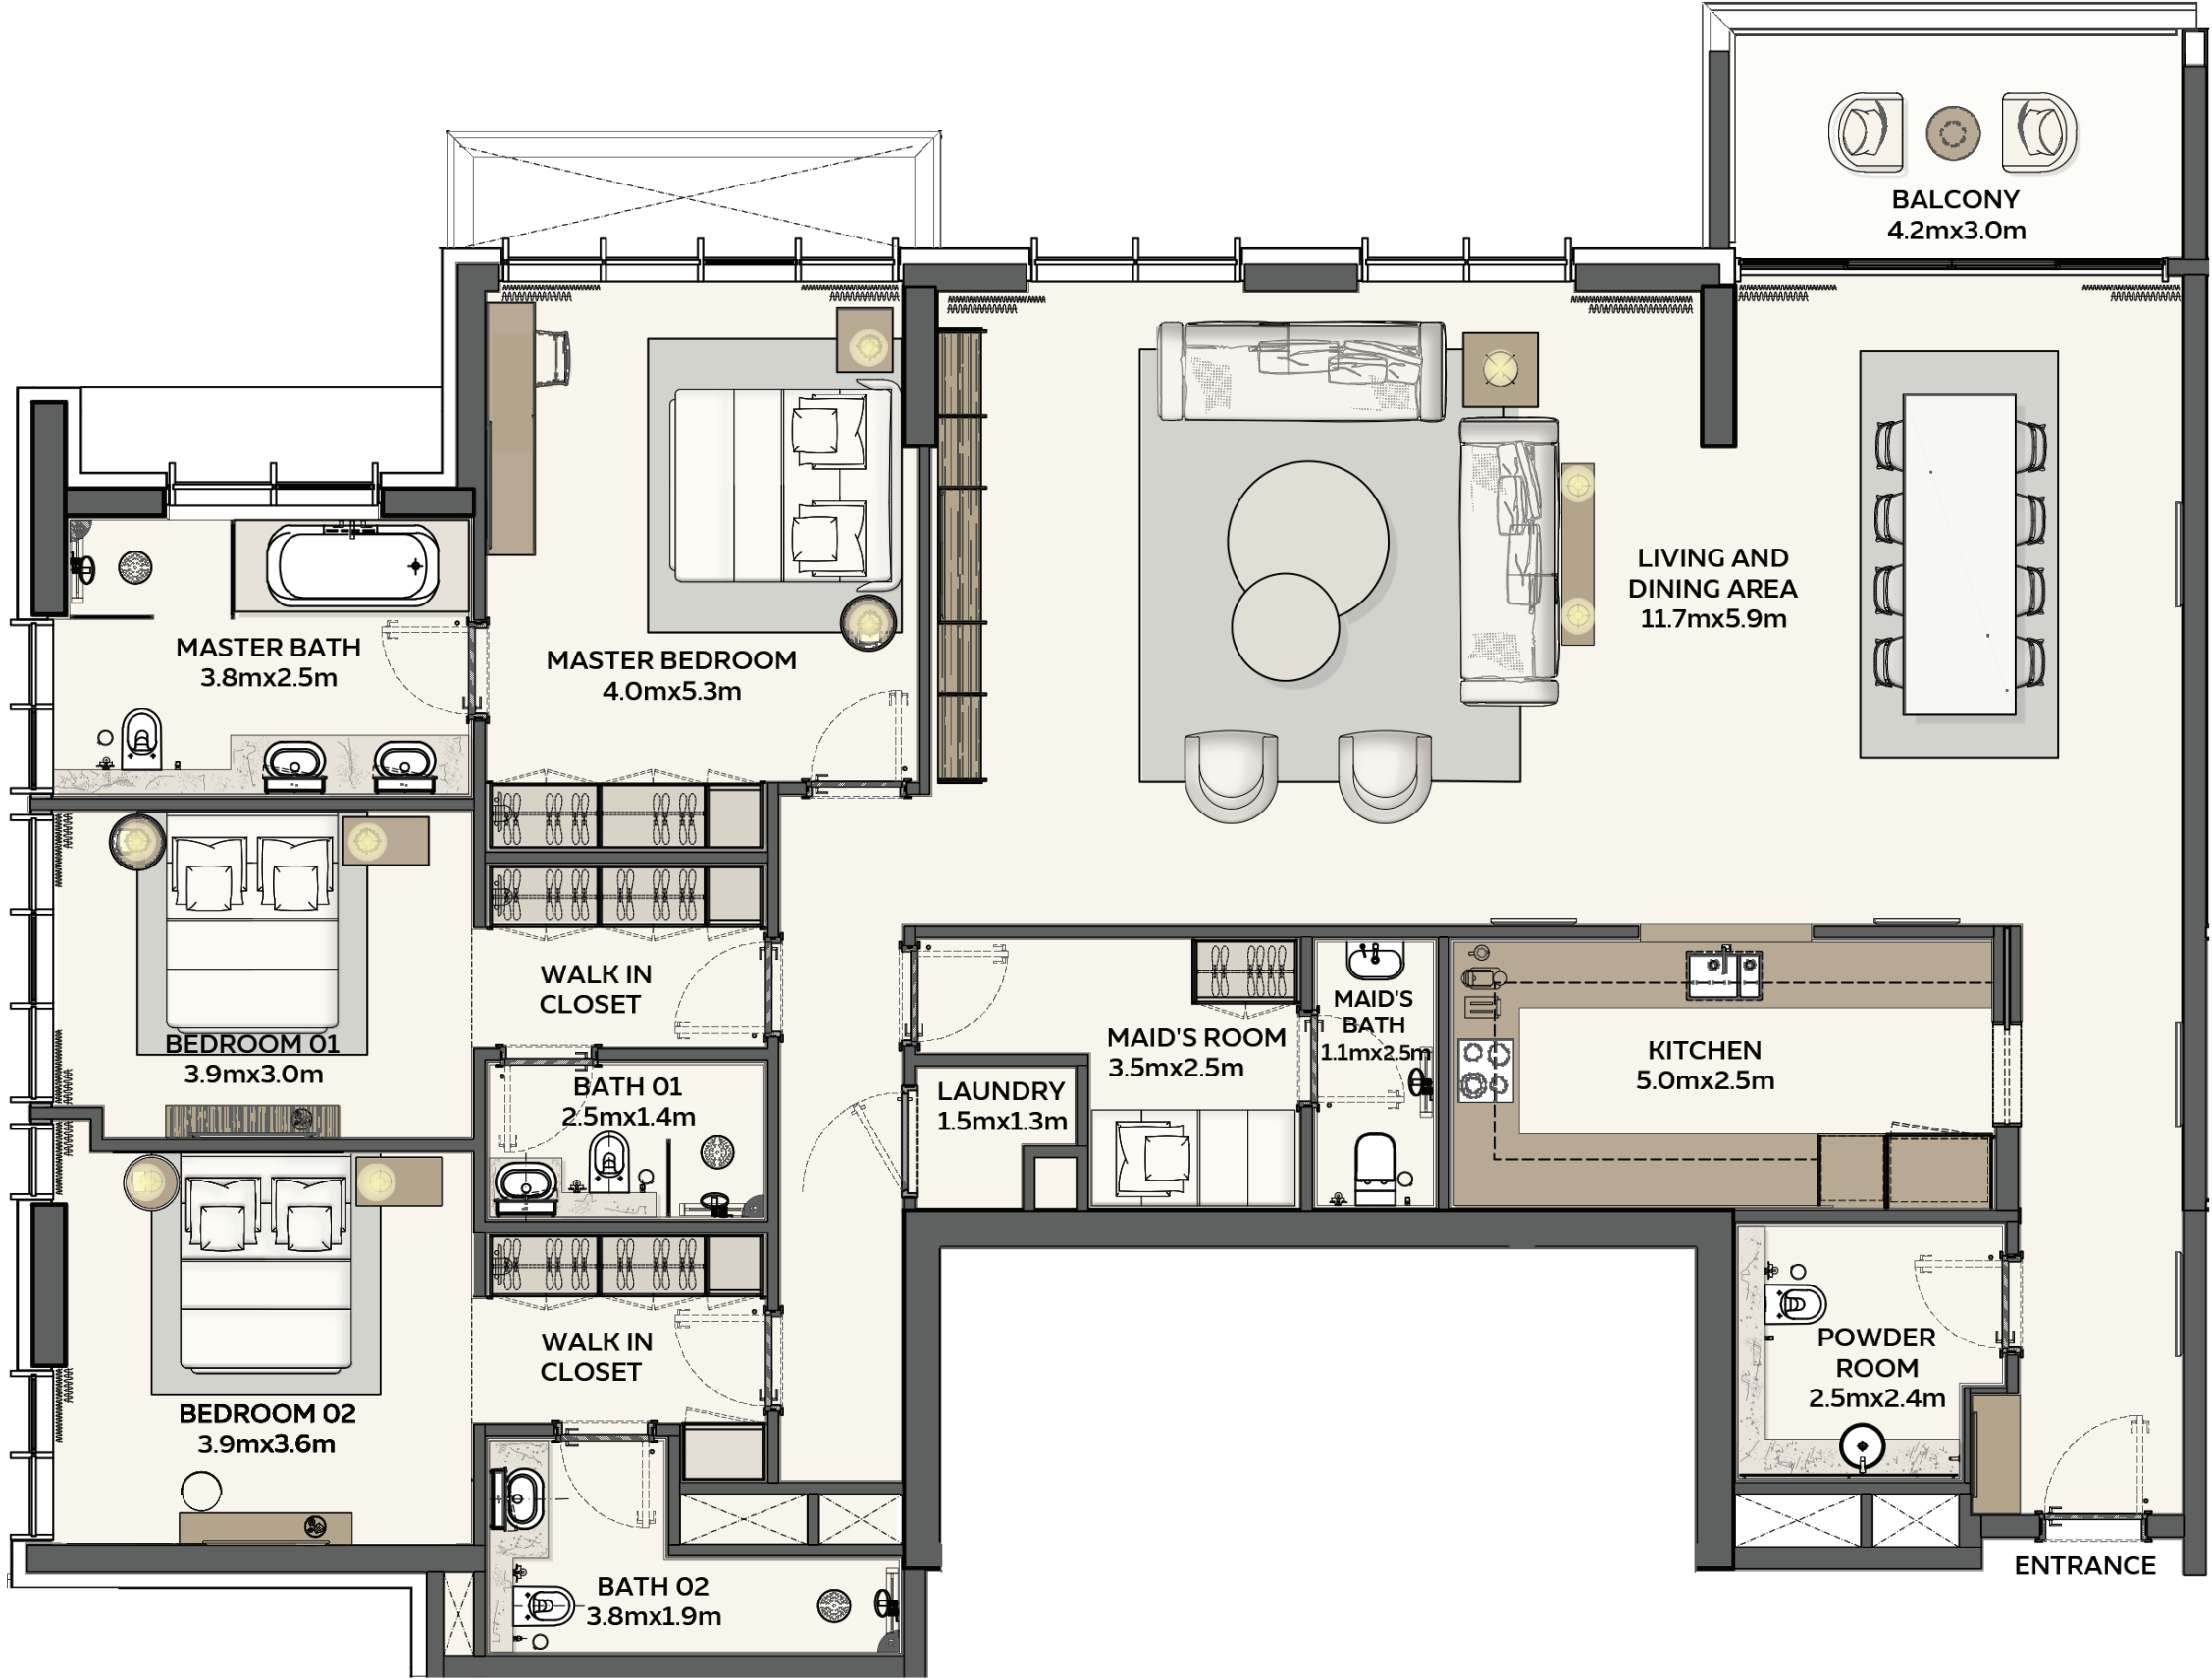 BALCONY
4.2mx3.0m
LIVING AND
DINING AREA
11.7mx5.9m
MASTER BATH
3.8mx2.5m
MASTER BEDROOM
4.0mx5.3m
WALK IN
CLOSET
MAID'S
BATH
1.1mx2.5m
MAID'S ROOM
3.5mx2.5m
KITCHEN
5.0mx2.5m
BEDROOM 01
3.9mx3.0m
BATH 01
2.5mx1.4m
LAUNDRY
1.5mx1.3m
WALK IN
CLOSET
POWDER
ROOM
2.5mx2.4m
BEDROOM 02
3.9mx3.6m
BATH 02
3.8mx1.9m
ENTRANCE